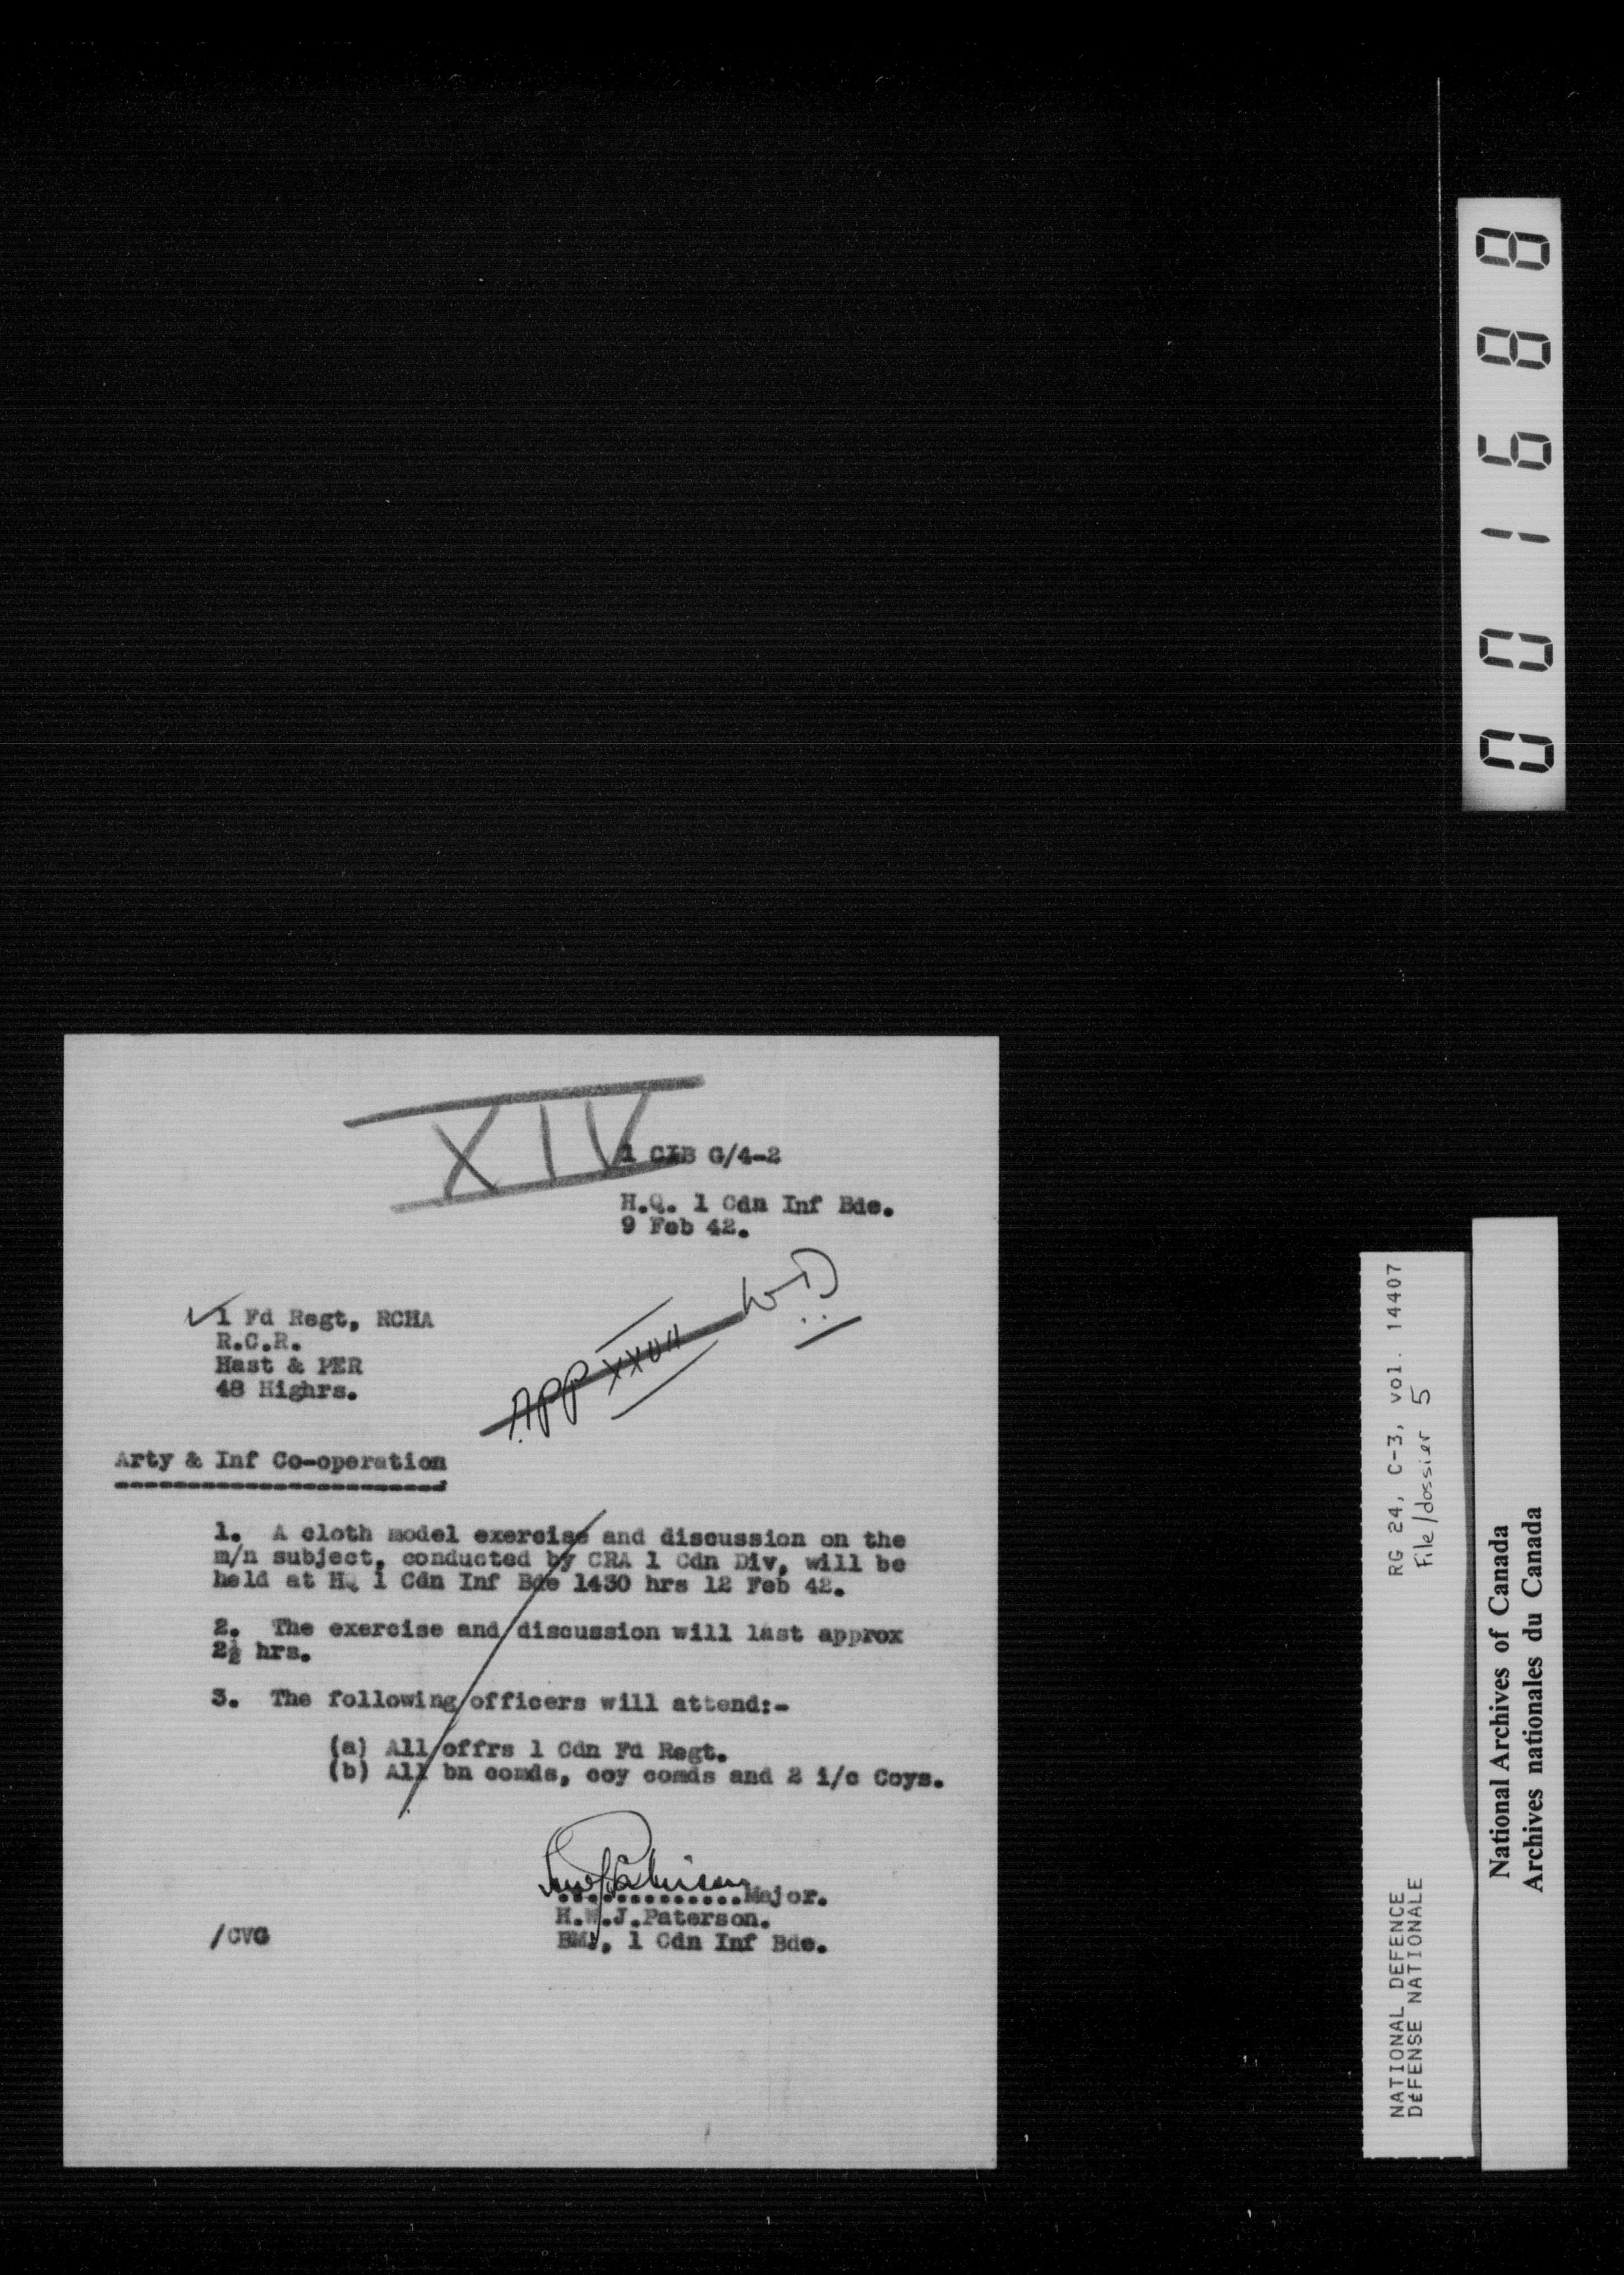 XIV
1 CIB G/4-2
H.Q. 1 Cdn Inf Bde.
9 Feb 42.
1 Fd Regt, RCHA
R.C.R.
Hast & PER
48 Highrs.
APP XXVII W.D.
Arty & Inf Co-operation
1. A cloth model exercise and discussion on the
m/n subject, conducted by CRA 1 Cdn Div, will be
held at HQ 1 Cdn Inf Bde 1430 hrs 12 Feb 42.
2. The exercise and discussion will last approx
2½ hrs.
3. The following officers will attend:-
(a) All offrs 1 Cdn Fd Regt.
(b) All bn comds, coy comds and 2 i/c Coys.
..............Major.
H.W.J.Paterson.
BM., 1 Cdn Inf Bde.
/CVG
001688
RG 24, C-3, vol. 14407
File/dossier 5
NATIONAL DEFENCE
DéFENSE NATIONALE
National Archives of Canada
Archives nationales du Canada